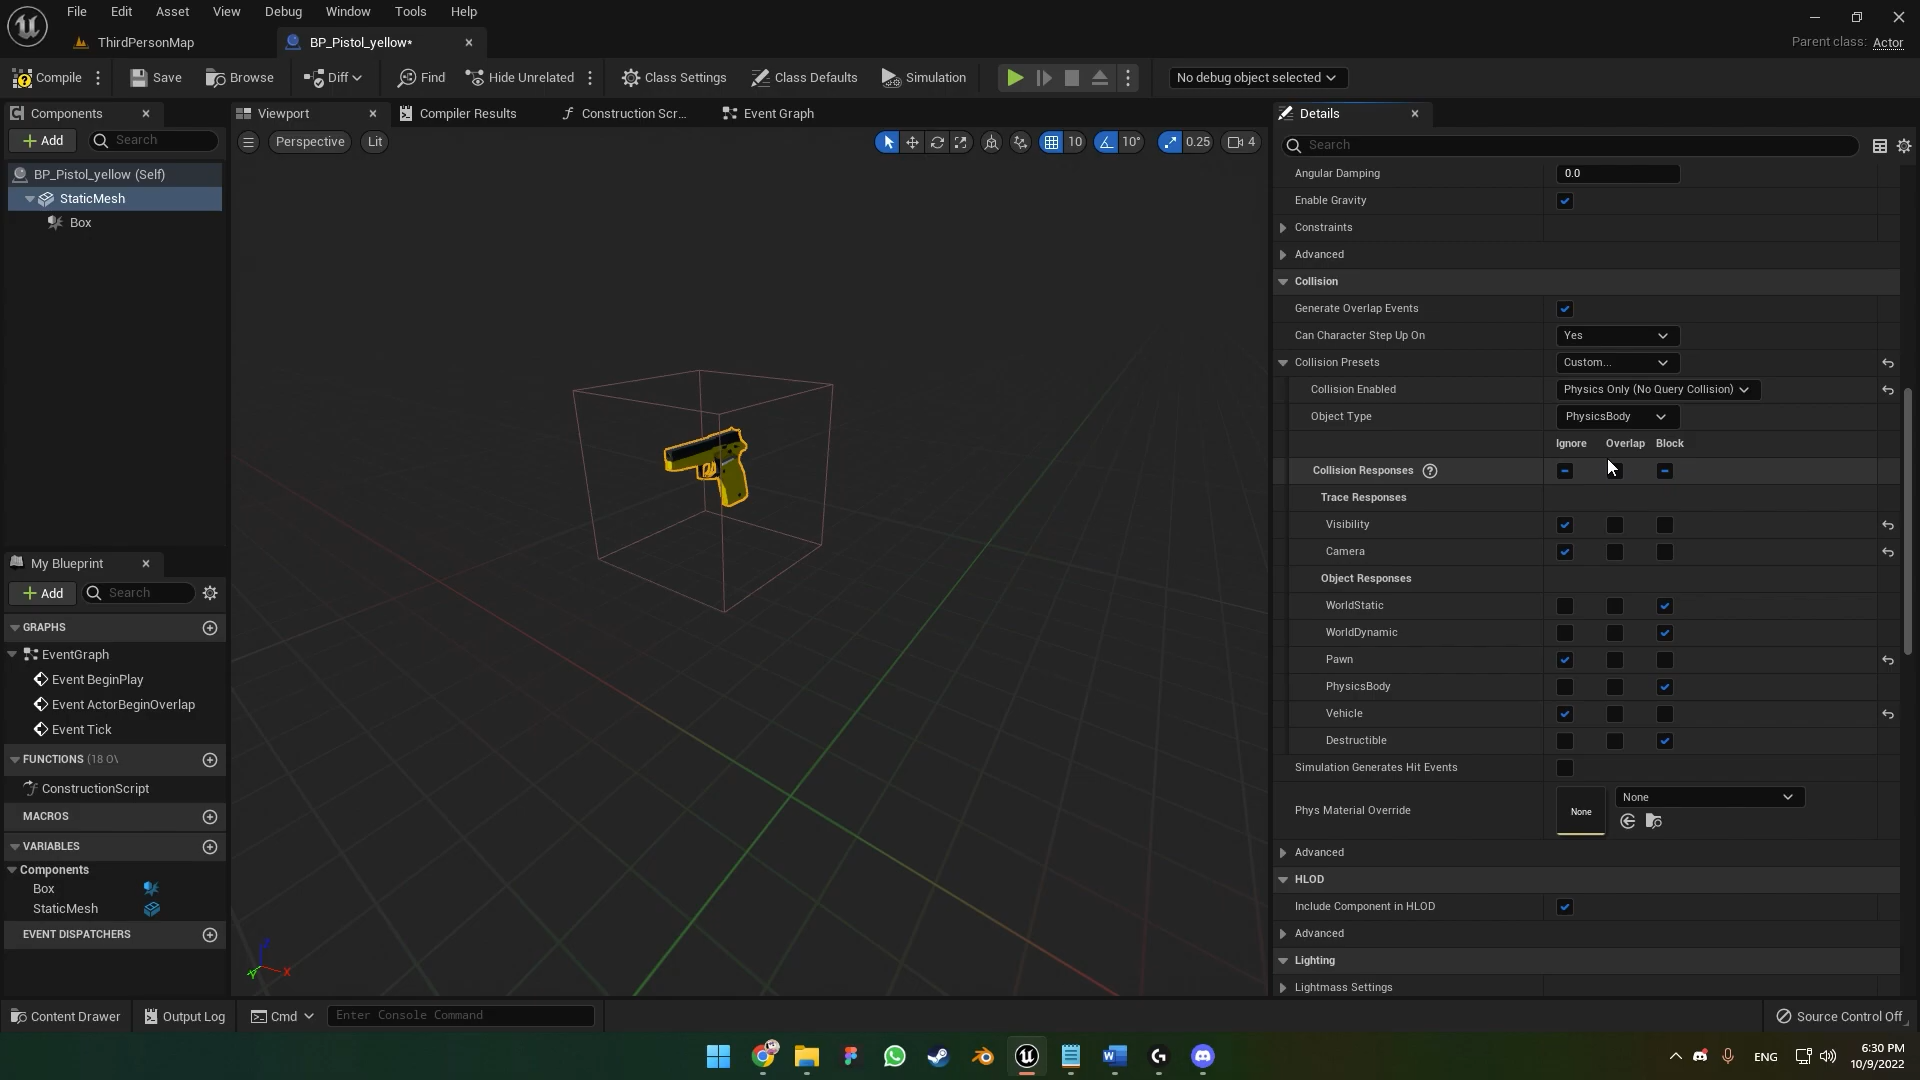 File Edit Asset View Debug Window Tools Help
ThirdPersonMap
BP_Pistol_yellow*
Parent class: Actor
Compile Save Browse Diff Find Hide Unrelated Class Settings Class Defaults Simulation No debug object selected
Components
Add Search
BP_Pistol_yellow (Self)
StaticMesh
Box
My Blueprint
Add Search
GRAPHS
EventGraph
Event BeginPlay
Event ActorBeginOverlap
Event Tick
FUNCTIONS (18 O\
ConstructionScript
MACROS
VARIABLES
Components
Box
StaticMesh
EVENT DISPATCHERS
Viewport Compiler Results Construction Scr... Event Graph
Perspective Lit 10 10° 0.25 4
X
Details
Search
Angular Damping 0.0
Enable Gravity
Constraints
Advanced
Collision
Generate Overlap Events
Can Character Step Up On Yes
Collision Presets Custom...
Collision Enabled Physics Only (No Query Collision)
Object Type PhysicsBody
Ignore Overlap Block
Collision Responses ?
Trace Responses
Visibility
Camera
Object Responses
WorldStatic
WorldDynamic
Pawn
PhysicsBody
Vehicle
Destructible
Simulation Generates Hit Events
Phys Material Override None None
Advanced
HLOD
Include Component in HLOD
Advanced
Lighting
Lightmass Settings
Content Drawer Output Log Cmd Enter Console Command Source Control Off
ENG 6:30 PM
10/9/2022